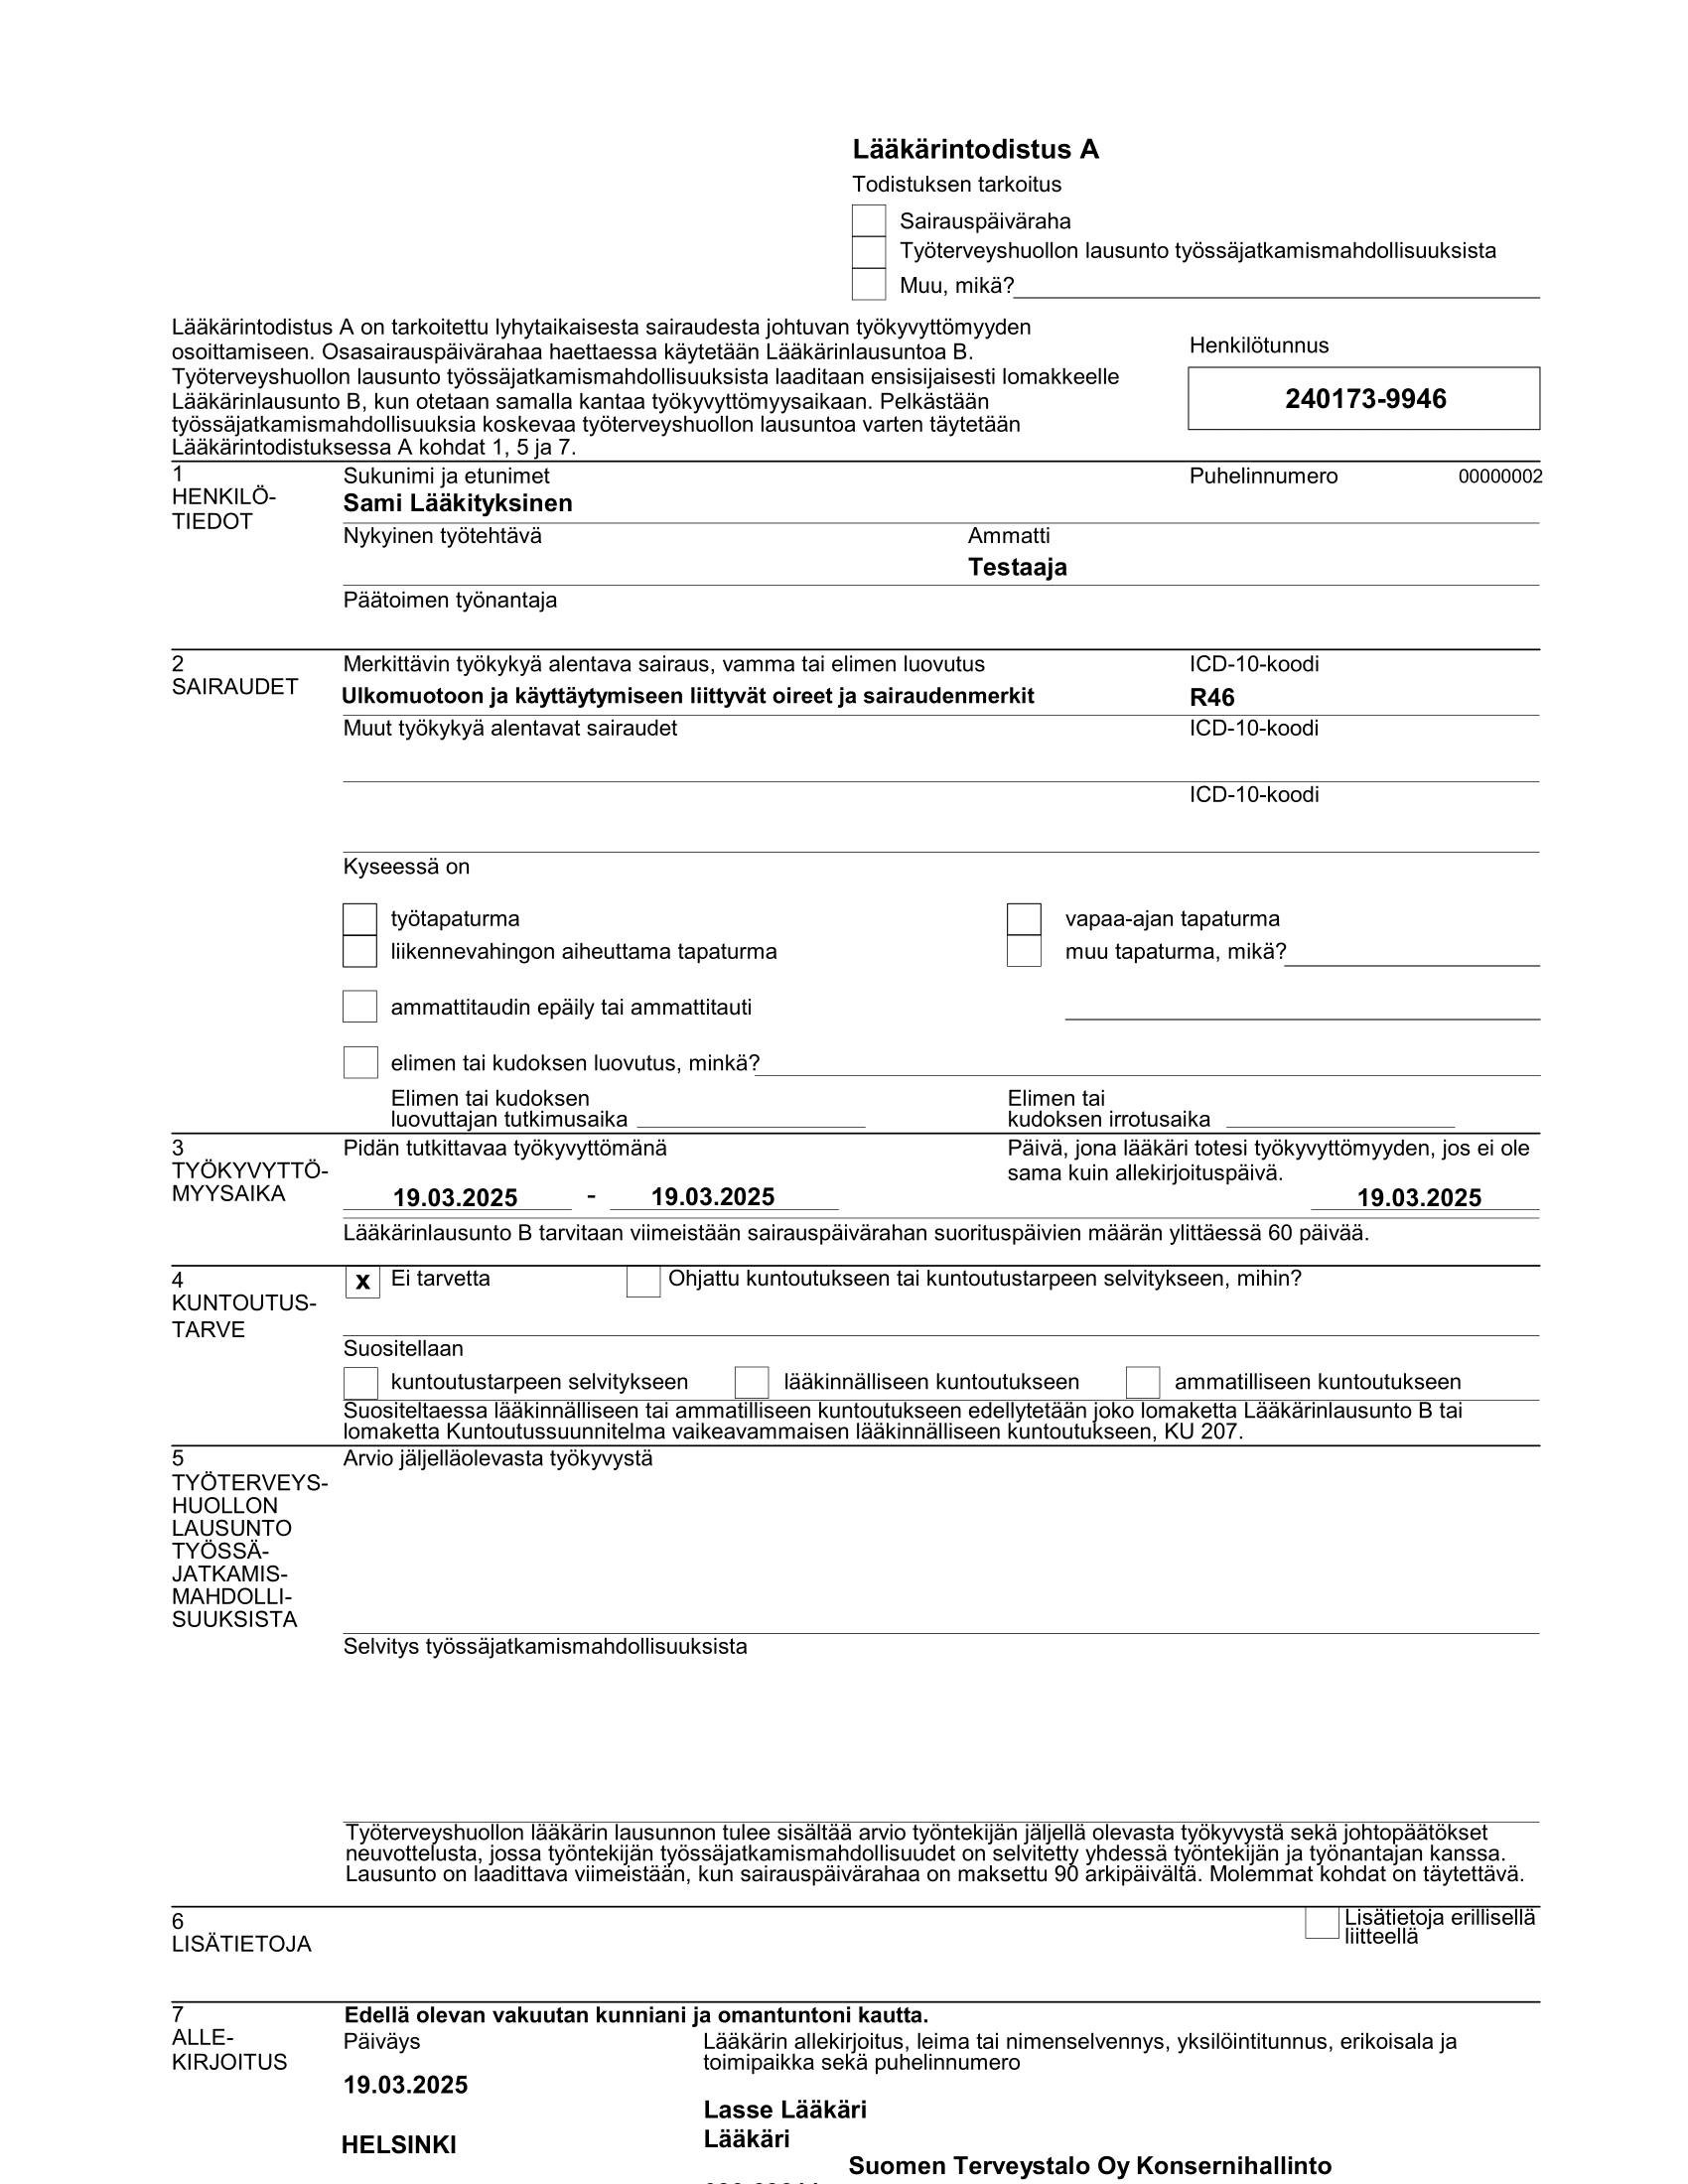 Lääkärintodistus A
Todistuksen tarkoitus
Sairauspäiväraha
Työterveyshuollon lausunto työssäjatkamismahdollisuuksista
Muu, mikä?
Lääkärintodistus A on tarkoitettu lyhytaikaisesta sairaudesta johtuvan työkyvyttömyyden
osoittamiseen. Osasairauspäivärahaa haettaessa käytetään Lääkärinlausuntoa B.
Työterveyshuollon lausunto työssäjatkamismahdollisuuksista laaditaan ensisijaisesti lomakkeelle
Lääkärinlausunto B, kun otetaan samalla kantaa työkyvyttömyysaikaan. Pelkästään
työssäjatkamismahdollisuuksia koskevaa työterveyshuollon lausuntoa varten täytetään
Lääkärintodistuksessa A kohdat 1, 5 ja 7.
Henkilötunnus
240173-9946
1
HENKILÖ-
TIEDOT
Sukunimi ja etunimet
Puhelinnumero 00000002
Sami Lääkityksinen
Nykyinen työtehtävä
Ammatti
Testaaja
Päätoimen työnantaja
2
SAIRAUDET
Merkittävin työkykyä alentava sairaus, vamma tai elimen luovutus
ICD-10-koodi
Ulkomuotoon ja käyttäytymiseen liittyvät oireet ja sairaudenmerkit
R46
Muut työkykyä alentavat sairaudet
ICD-10-koodi
ICD-10-koodi
Kyseessä on
työtapaturma
vapaa-ajan tapaturma
liikennevahingon aiheuttama tapaturma
muu tapaturma, mikä?
ammattitaudin epäily tai ammattitauti
elimen tai kudoksen luovutus, minkä?
Elimen tai kudoksen
luovuttajan tutkimusaika
Elimen tai
kudoksen irrotusaika
3
TYÖKYVYTTÖ-
MYYSAIKA
Pidän tutkittavaa työkyvyttömänä
19.03.2025 - 19.03.2025
Päivä, jona lääkäri totesi työkyvyttömyyden, jos ei ole
sama kuin allekirjoituspäivä.
19.03.2025
Lääkärinlausunto B tarvitaan viimeistään sairauspäivärahan suorituspäivien määrän ylittäessä 60 päivää.
4
KUNTOUTUS-
TARVE
x Ei tarvetta
Ohjattu kuntoutukseen tai kuntoutustarpeen selvitykseen, mihin?
Suositellaan
kuntoutustarpeen selvitykseen
lääkinnälliseen kuntoutukseen
ammatilliseen kuntoutukseen
Suositeltaessa lääkinnälliseen tai ammatilliseen kuntoutukseen edellytetään joko lomaketta Lääkärinlausunto B tai
lomaketta Kuntoutussuunnitelma vaikeavammaisen lääkinnälliseen kuntoutukseen, KU 207.
5
TYÖTERVEYS-
HUOLLON
LAUSUNTO
TYÖSSÄ-
JATKAMIS-
MAHDOLLI-
SUUKSISTA
Arvio jäljelläolevasta työkyvystä
Selvitys työssäjatkamismahdollisuuksista
Työterveyshuollon lääkärin lausunnon tulee sisältää arvio työntekijän jäljellä olevasta työkyvystä sekä johtopäätökset
neuvottelusta, jossa työntekijän työssäjatkamismahdollisuudet on selvitetty yhdessä työntekijän ja työnantajan kanssa.
Lausunto on laadittava viimeistään, kun sairauspäivärahaa on maksettu 90 arkipäivältä. Molemmat kohdat on täytettävä.
6
LISÄTIETOJA
Lisätietoja erillisellä
liitteellä
7
ALLE-
KIRJOITUS
Edellä olevan vakuutan kunniani ja omantuntoni kautta.
Päiväys
19.03.2025
HELSINKI
Lääkärin allekirjoitus, leima tai nimenselvennys, yksilöintitunnus, erikoisala ja
toimipaikka sekä puhelinnumero
Lasse Lääkäri
Lääkäri
Suomen Terveystalo Oy Konsernihallinto